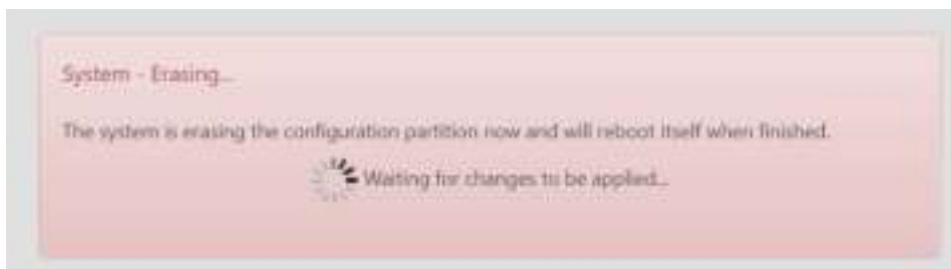 System - Erasing...
The system is erasing the configuration partition now and will reboot itself when finished.
Waiting for changes to be applied...